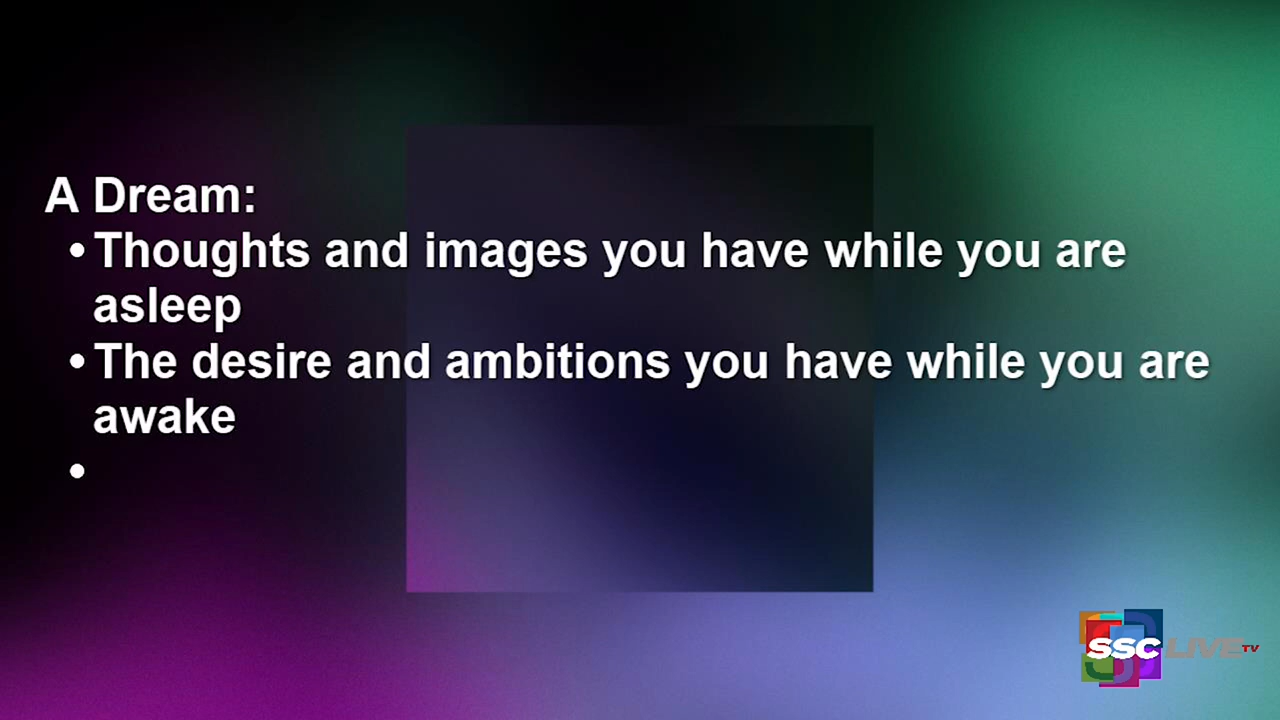 A Dream:
• Thoughts and images you have while you are
asleep
• The desire and ambitions you have while you are
awake
•
SSC LIVE TV